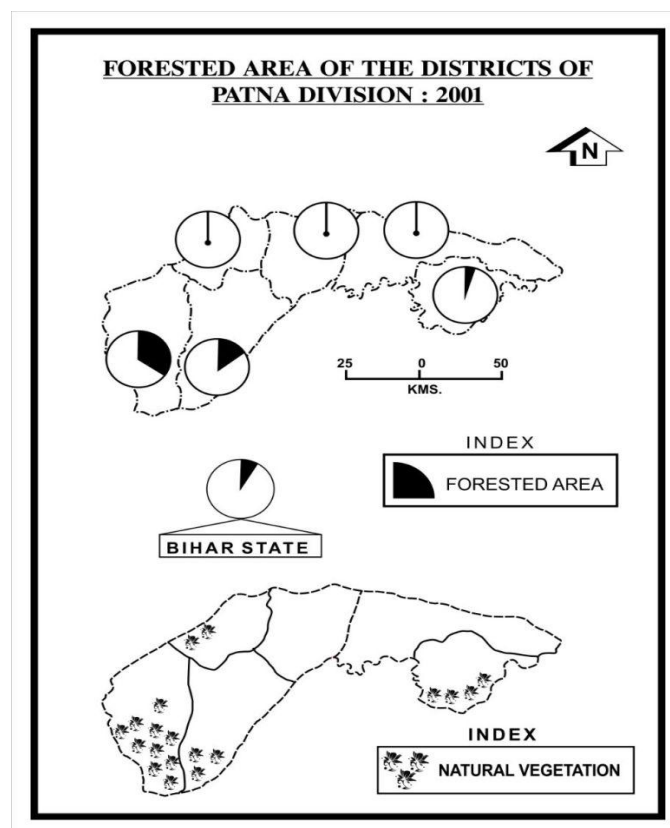 FORESTED AREA OF THE DISTRICTS OF
PATNA DIVISION : 2001
N
25 0 50
KMS.
INDEX
FORESTED AREA
BIHAR STATE
INDEX
NATURAL VEGETATION